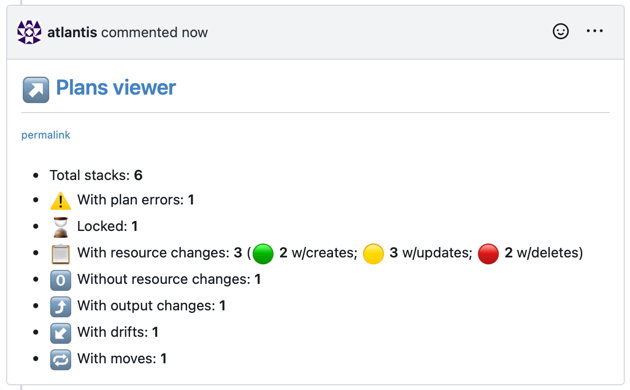 atlantis commented now
Plans viewer
permalink
Total stacks: 6
With plan errors: 1
Locked: 1
With resource changes: 3 (2 w/creates; 3 w/updates; 2 w/deletes)
0 Without resource changes: 1
With output changes: 1
With drifts: 1
With moves: 1